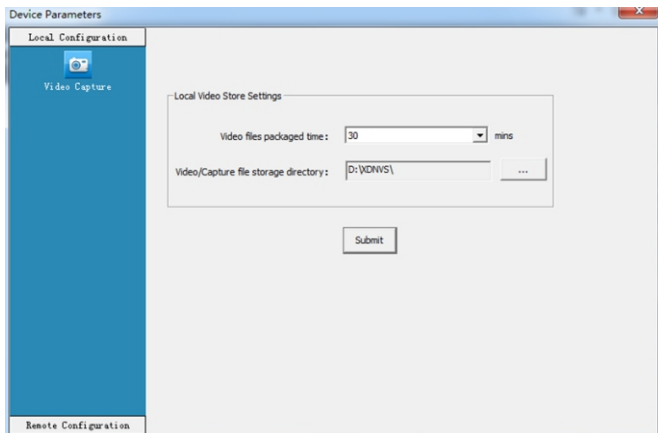 Device Parameters
Local Configuration
Video Capture
Local Video Store Settings
Video files packaged time: 30 mins
Video/Capture file storage directory: D:\XDNVS\ ...
Submit
Remote Configuration